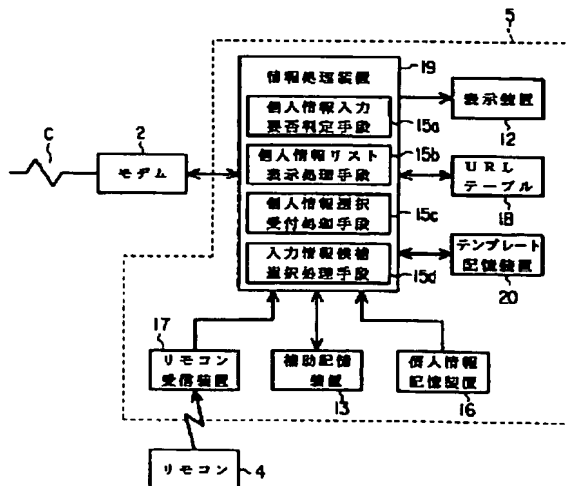 5
情報処理装置
19
個人情報入力
要否判定手段
15a
表示装置
12
C
2
モデム
個人情報リスト
表示処理手段
15b
URL
テーブル
18
個人情報選択
受付処理手段
15c
入力情報候補
選択処理手段
15d
テンプレート
記憶装置
20
17
リモコン
受信装置
補助記憶
装置
13
個人情報
記憶装置
16
リモコン
4